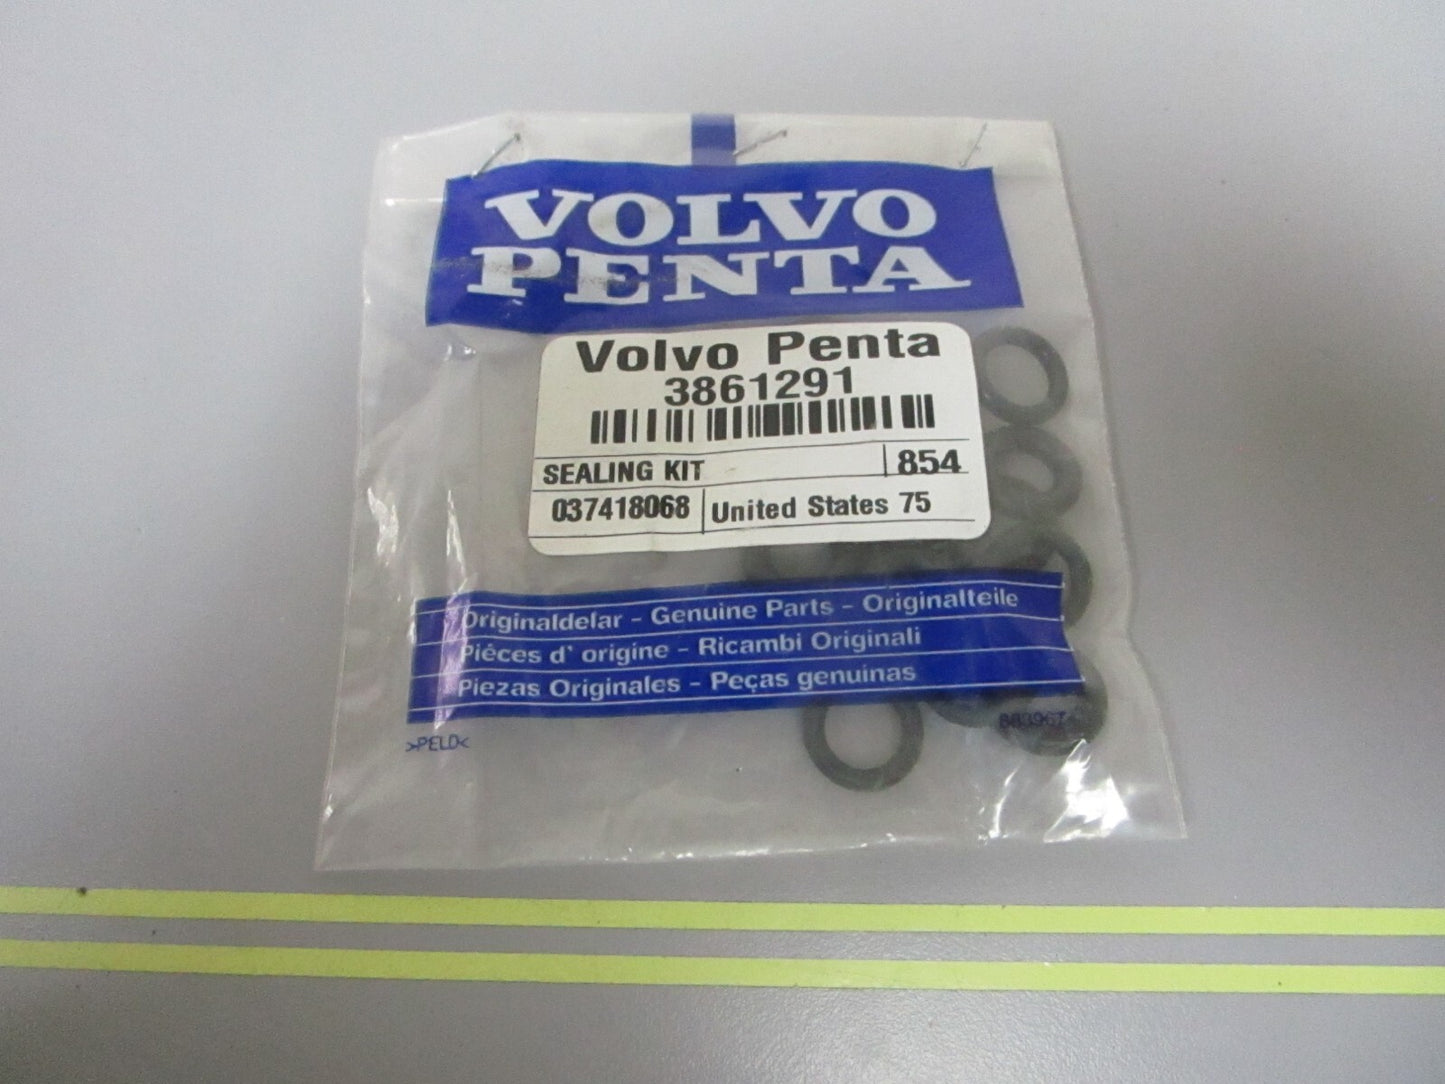 VOLVO
PENTA
Volvo Penta
3861291
SEALING KIT 854
037418068 United States 75
Originaldelar - Genuine Parts - Originalteile
Piéces d' origine - Ricambi Originali
Piezas Originales - Peças genuinas
>PELD<